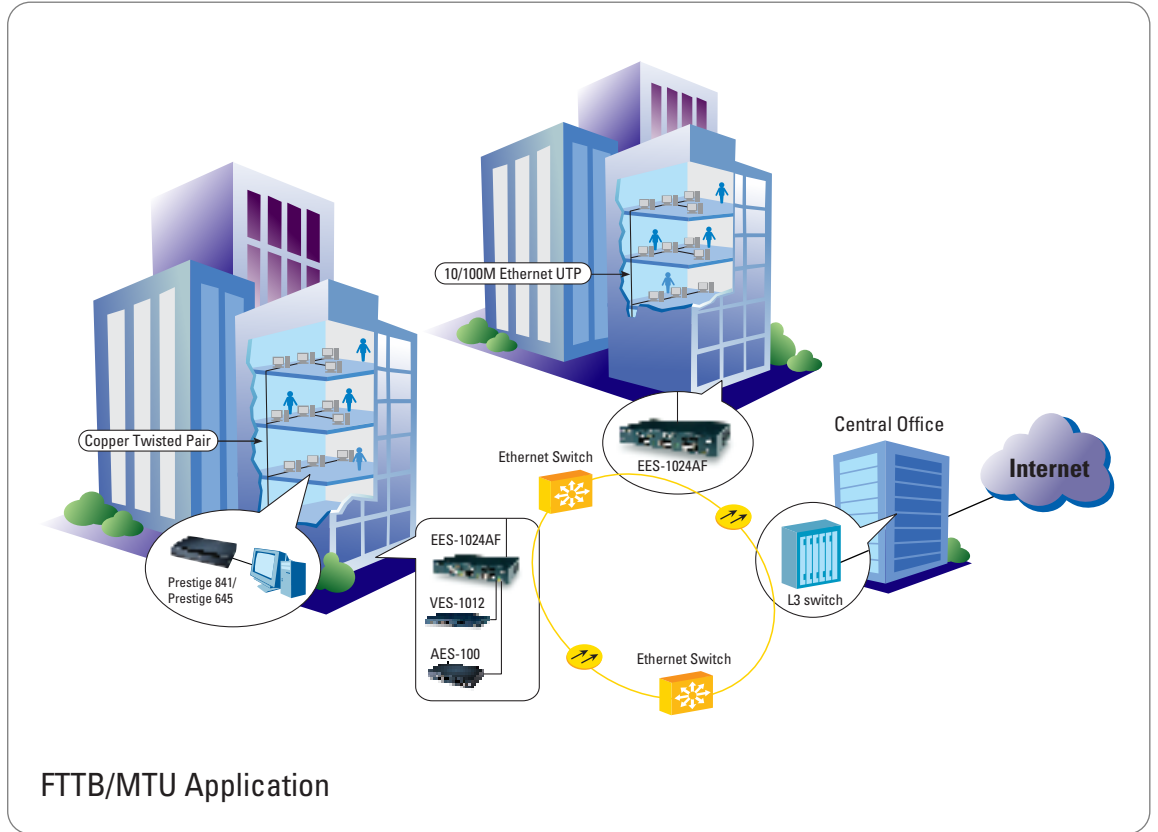 10/100M Ethernet UTP
Copper Twisted Pair
EES-1024AF
Central Office
Internet
Ethernet Switch
EES-1024AF
VES-1012
AES-100
Prestige 841/
Prestige 645
L3 switch
Ethernet Switch
FTTB/MTU Application